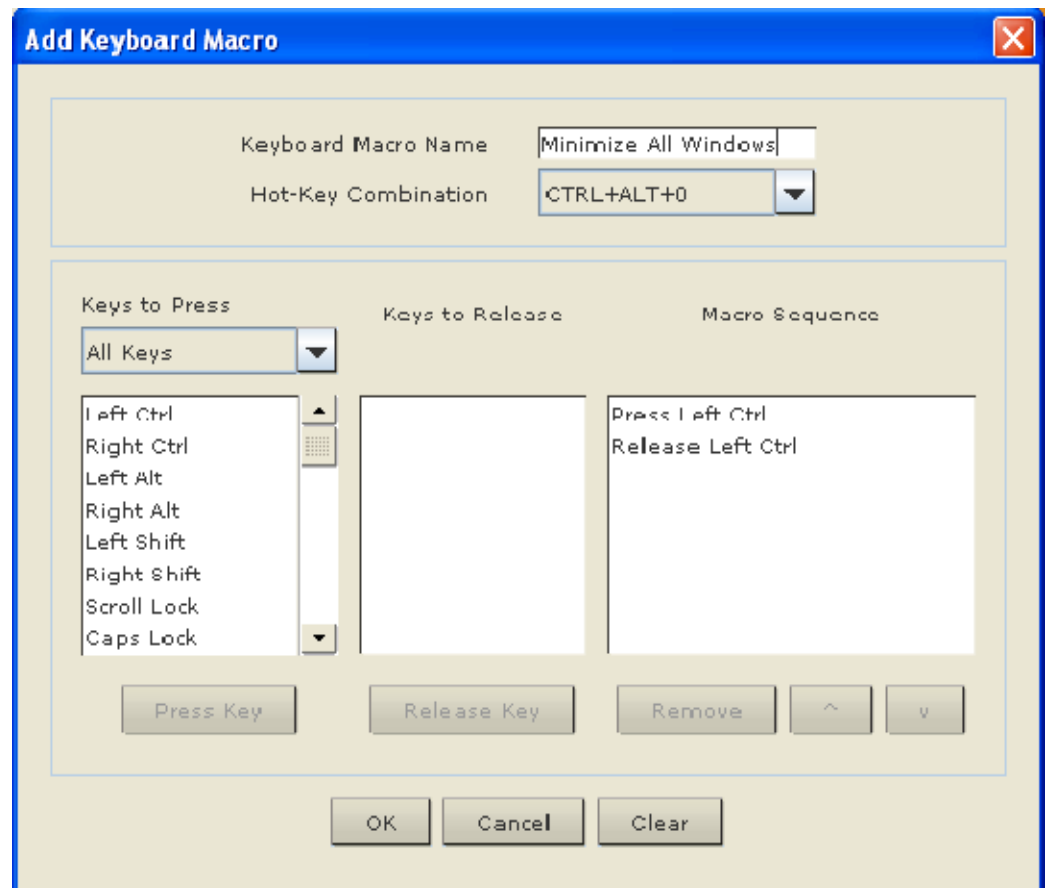 Add Keyboard Macro
Keyboard Macro Name
Minimize All Windows
Hot-Key Combination
CTRL+ALT+0
Keys to Press
Keys to Release
Macro Sequence
All Keys
Left Ctrl
Right Ctrl
Left Alt
Right Alt
Left Shift
Right Shift
Scroll Lock
Caps Lock
Press Left Ctrl
Release Left Ctrl
Press Key
Release Key
Remove
^
v
OK
Cancel
Clear